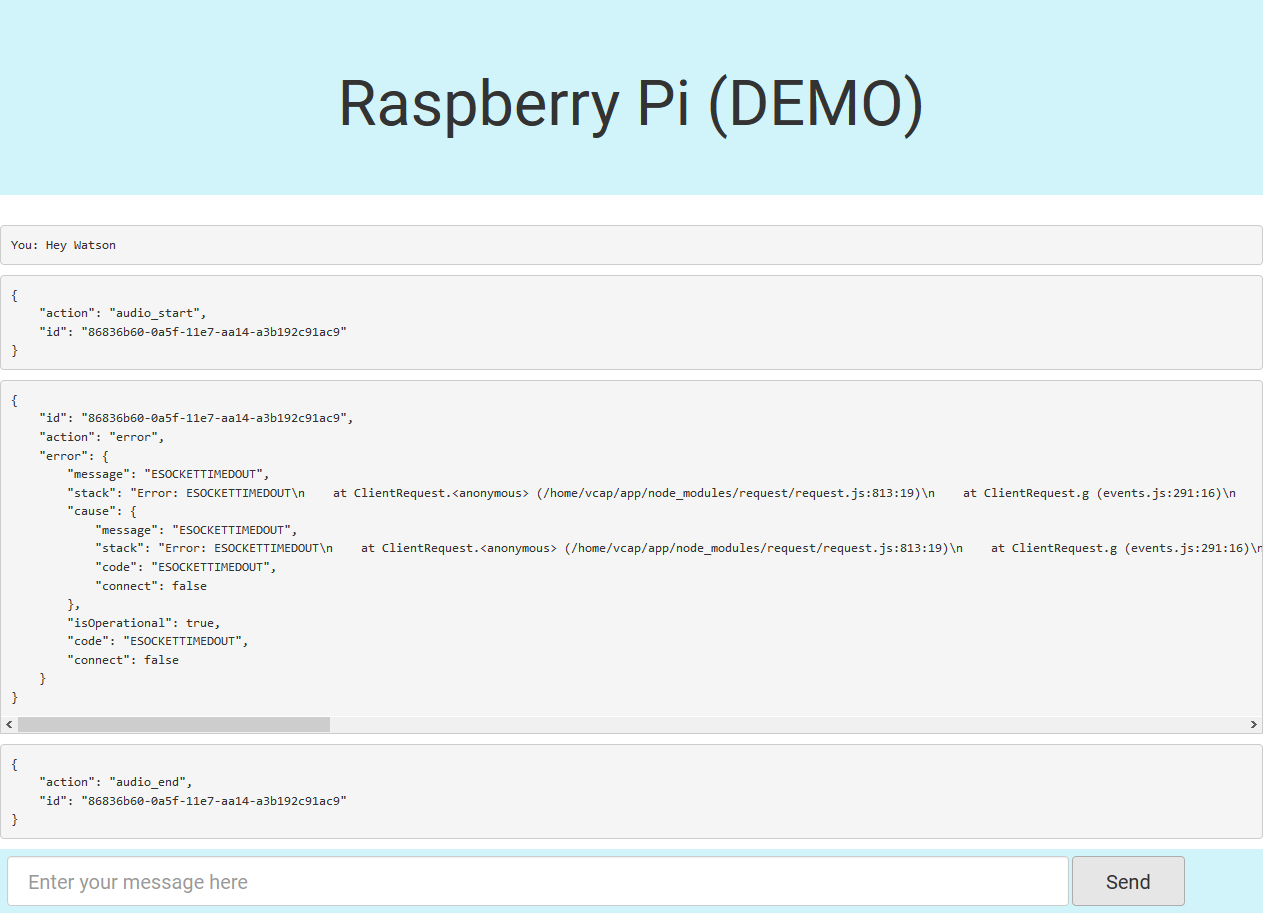 Raspberry Pi (DEMO)
You: Hey Watson
{
    "action": "audio_start",
    "id": "86836b60-0a5f-11e7-aa14-a3b192c91ac9"
}
{
    "id": "86836b60-0a5f-11e7-aa14-a3b192c91ac9",
    "action": "error",
    "error": {
        "message": "ESOCKETTIMEDOUT",
        "stack": "Error: ESOCKETTIMEDOUT\n    at ClientRequest.<anonymous> (/home/vcap/app/node_modules/request/request.js:813:19)\n    at ClientRequest.g (events.js:291:16)\n
        "cause": {
            "message": "ESOCKETTIMEDOUT",
            "stack": "Error: ESOCKETTIMEDOUT\n    at ClientRequest.<anonymous> (/home/vcap/app/node_modules/request/request.js:813:19)\n    at ClientRequest.g (events.js:291:16)\n
            "code": "ESOCKETTIMEDOUT",
            "connect": false
        },
        "isOperational": true,
        "code": "ESOCKETTIMEDOUT",
        "connect": false
    }
}
{
    "action": "audio_end",
    "id": "86836b60-0a5f-11e7-aa14-a3b192c91ac9"
}
Enter your message here
Send